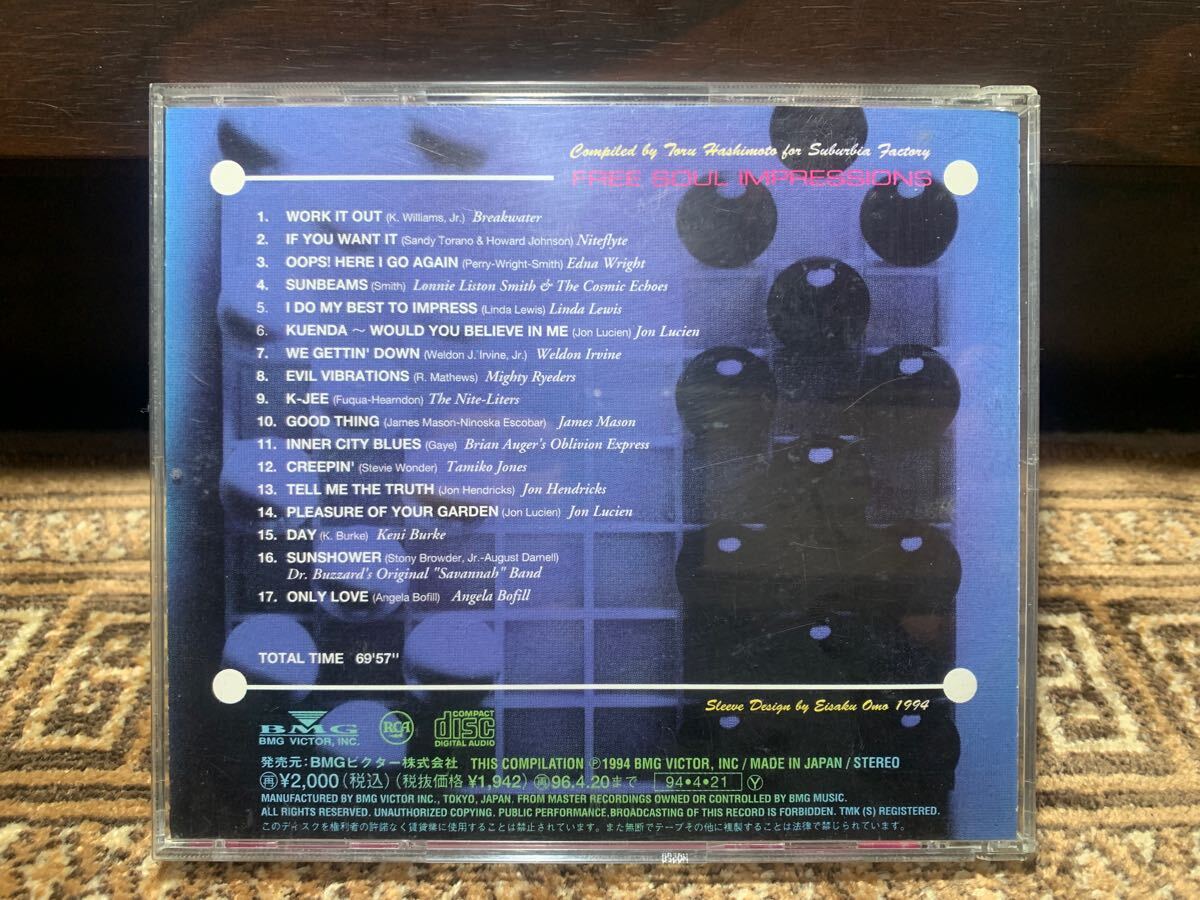 Compiled by Toru Hashimoto for Suburbia Factory
FREE SOUL IMPRESSIONS
1. WORK IT OUT (K. Williams, Jr.) Breakwater
2. IF YOU WANT IT (Sandy Torano & Howard Johnson) Niteflyte
3. OOPS! HERE I GO AGAIN (Perry-Wright-Smith) Edna Wright
4. SUNBEAMS (Smith) Lonnie Liston Smith & The Cosmic Echoes
5. I DO MY BEST TO IMPRESS (Linda Lewis) Linda Lewis
6. KUENDA ~ WOULD YOU BELIEVE IN ME (Jon Lucien) Jon Lucien
7. WE GETTIN' DOWN (Weldon J. Irvine, Jr.) Weldon Irvine
8. EVIL VIBRATIONS (R. Mathews) Mighty Ryeders
9. K-JEE (Fuqua-Hearndon) The Nite-Liters
10. GOOD THING (James Mason-Ninoska Escobar) James Mason
11. INNER CITY BLUES (Gaye) Brian Auger's Oblivion Express
12. CREEPIN' (Stevie Wonder) Tamiko Jones
13. TELL ME THE TRUTH (Jon Hendricks) Jon Hendricks
14. PLEASURE OF YOUR GARDEN (Jon Lucien) Jon Lucien
15. DAY (K. Burke) Keni Burke
16. SUNSHOWER (Stony Browder, Jr.-August Darnell)
Dr. Buzzard's Original "Savannah" Band
17. ONLY LOVE (Angela Bofill) Angela Bofill
TOTAL TIME 69'57"
Sleeve Design by Eisaku Omo 1994
BMG
BMG VICTOR, INC.
RCA
COMPACT
disc
DIGITAL AUDIO
発売元:BMGビクター株式会社 THIS COMPILATION ℗1994 BMG VICTOR, INC / MADE IN JAPAN / STEREO
㊢¥2,000(税込)(税抜価格 ¥1,942) ㊢96.4.20まで 94•4•21 Ⓨ
MANUFACTURED BY BMG VICTOR INC., TOKYO, JAPAN. FROM MASTER RECORDINGS OWNED OR CONTROLLED BY BMG MUSIC.
ALL RIGHTS RESERVED. UNAUTHORIZED COPYING. PUBLIC PERFORMANCE,BROADCASTING OF THIS RECORD IS FORBIDDEN. TMK (S) REGISTERED.
このディスクを権利者の許諾なく賃貸業に使用することは禁止されています。また無断でテープその他に複製することは法律で禁じられています。